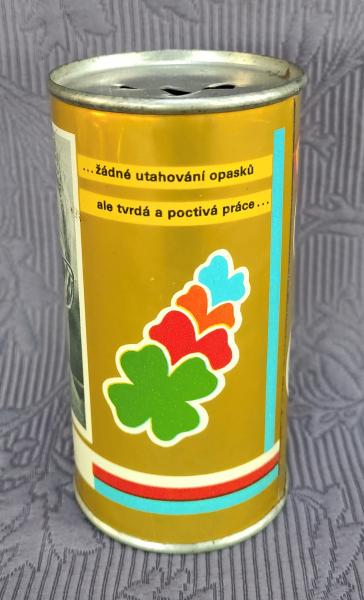 ...žádné utahování opasků
ale tvrdá a poctivá práce...